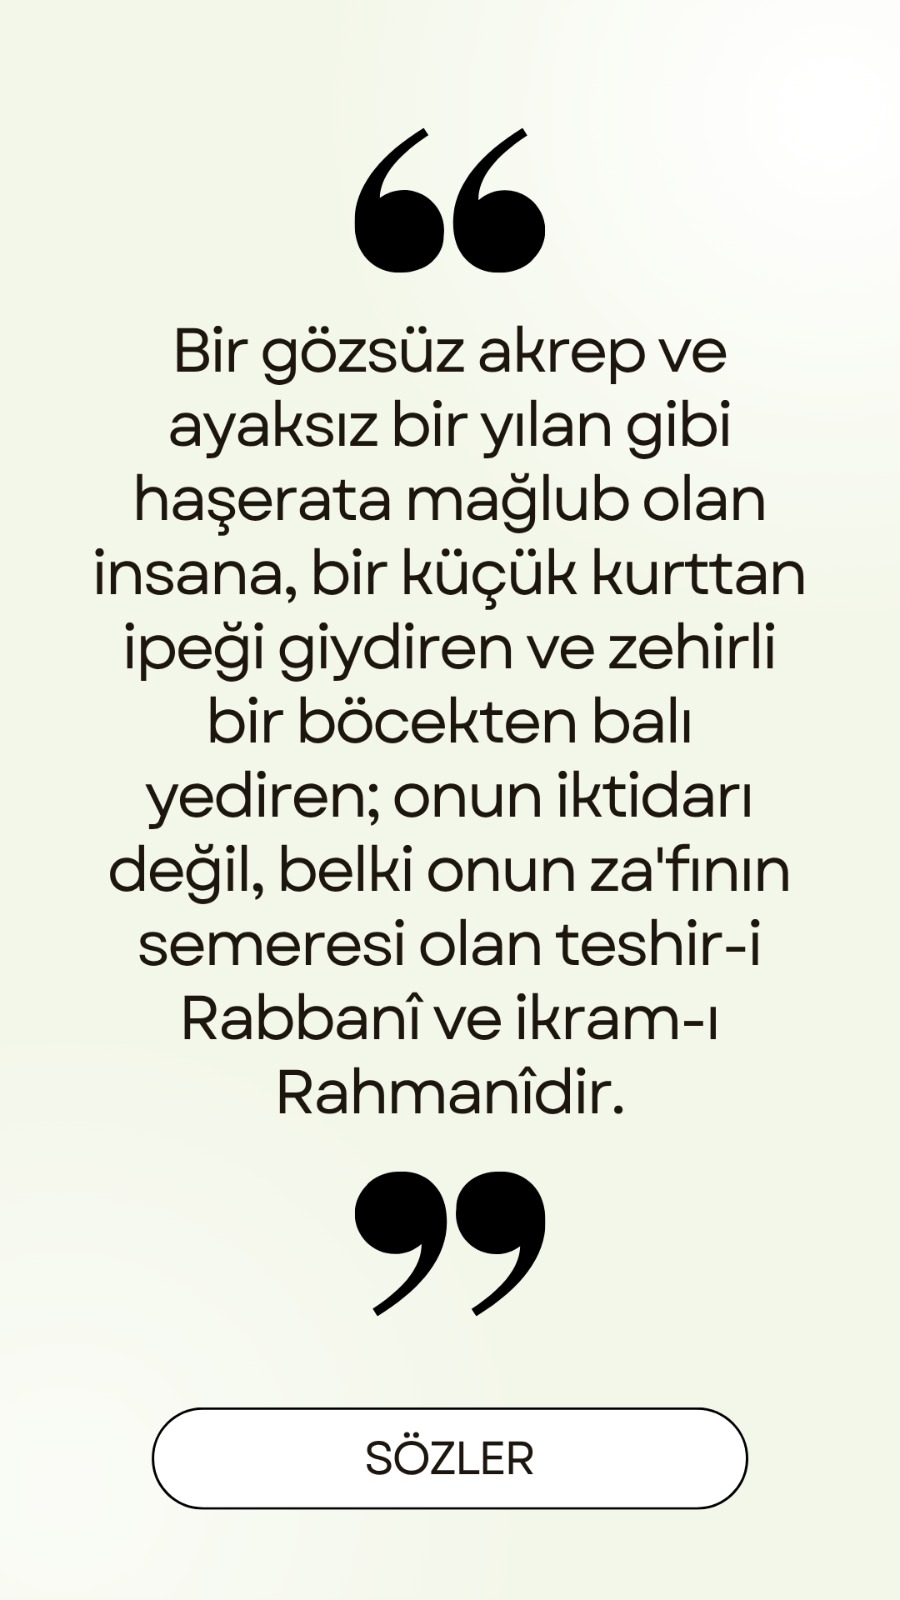 Bir gözsüz akrep ve
ayaksız bir yılan gibi
haşerata mağlub olan
insana, bir küçük kurttan
ipeği giydiren ve zehirli
bir böcekten balı
yediren; onun iktidarı
değil, belki onun za'fının
semeresi olan teshir-i
Rabbanî ve ikram-ı
Rahmanîdir.
SÖZLER